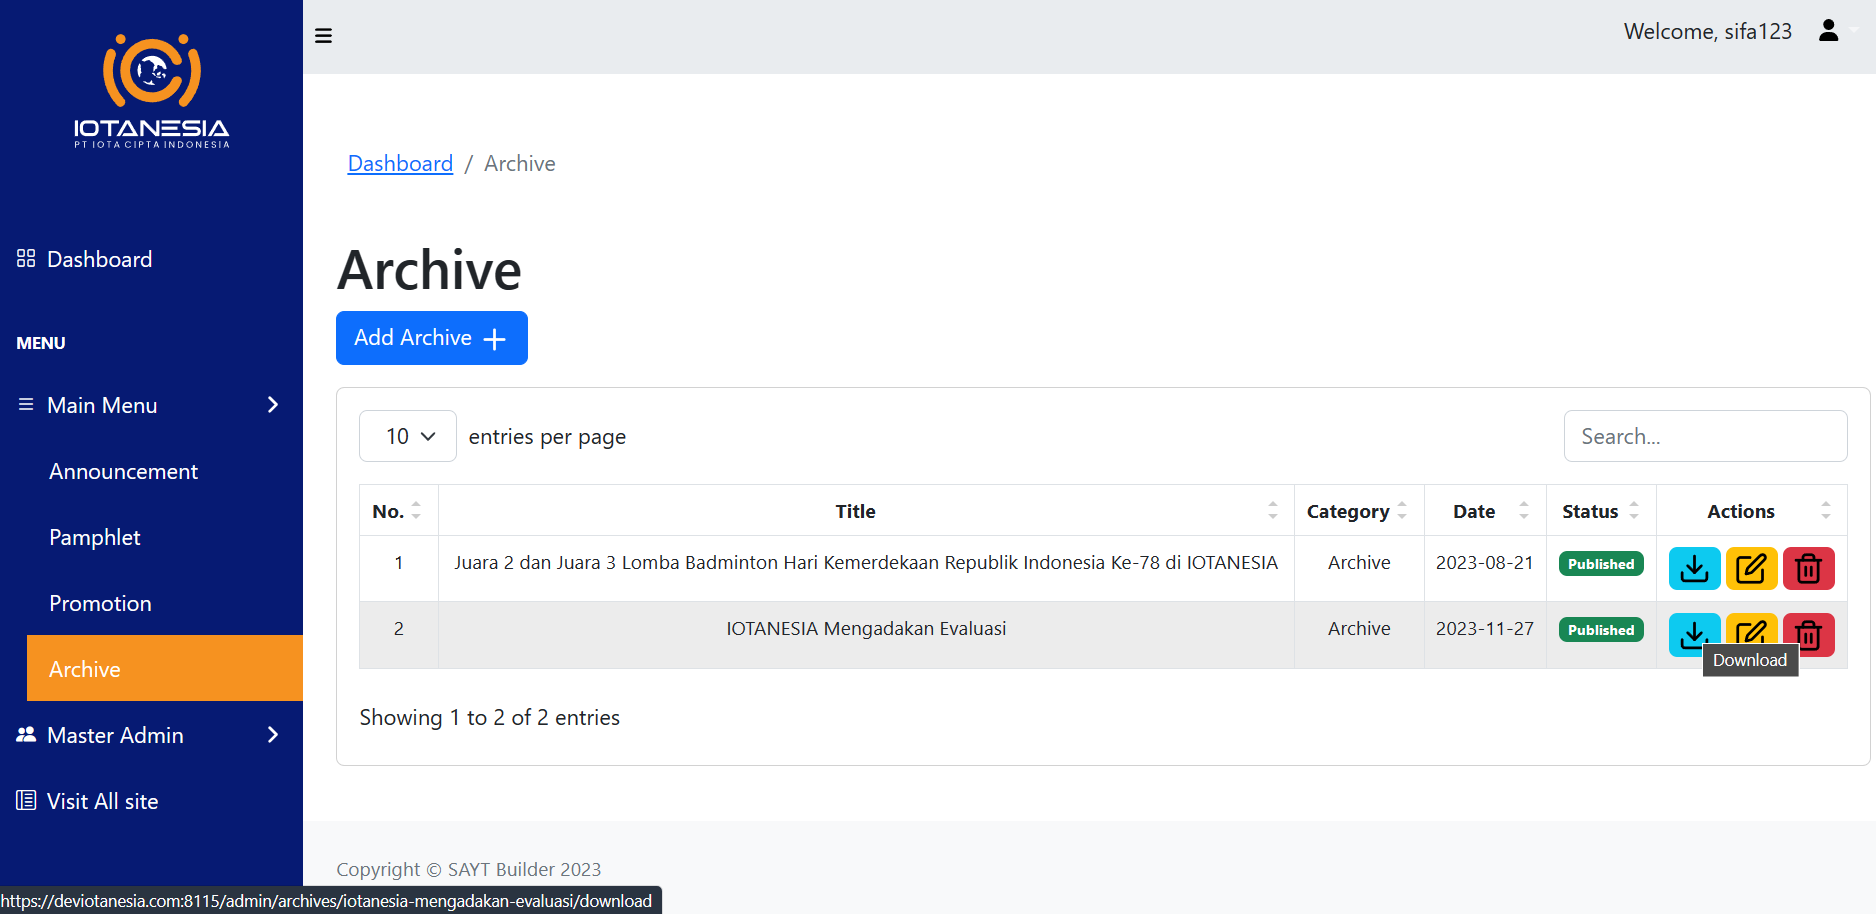 IOTANESIA
PT IOTA CIPTA INDONESIA
Welcome, sifa123
Dashboard / Archive
Dashboard
MENU
Main Menu
Announcement
Pamphlet
Promotion
Archive
Master Admin
Visit All site
Archive
Add Archive
10 entries per page
Search...
No. Title Category Date Status Actions
1 Juara 2 dan Juara 3 Lomba Badminton Hari Kemerdekaan Republik Indonesia Ke-78 di IOTANESIA Archive 2023-08-21 Published
2 IOTANESIA Mengadakan Evaluasi Archive 2023-11-27 Published
Download
Showing 1 to 2 of 2 entries
Copyright © SAYT Builder 2023
https://deviotanesia.com:8115/admin/archives/iotanesia-mengadakan-evaluasi/download